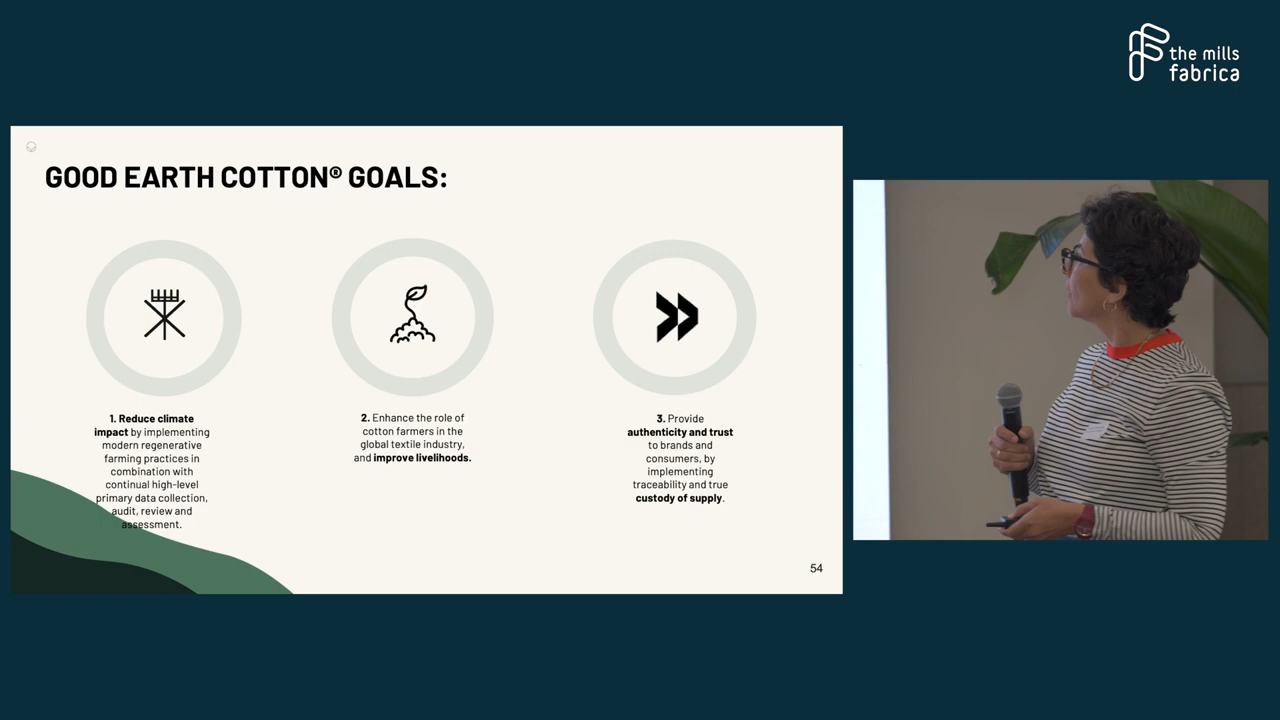 the mills
fabrica
GOOD EARTH COTTON® GOALS:
1. Reduce climate
impact by implementing
modern regenerative
farming practices in
combination with
continual high-level
primary data collection,
audit, review and
assessment.
2. Enhance the role of
cotton farmers in the
global textile industry,
and improve livelihoods.
3. Provide
authenticity and trust
to brands and
consumers, by
implementing
traceability and true
custody of supply.
54